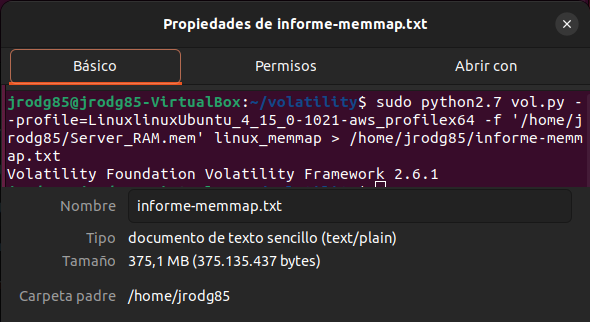 Propiedades de informe-memmap.txt
Básico Permisos Abrir con
jrodg85@jrodg85-VirtualBox:~/volatility$ sudo python2.7 vol.py -
-profile=LinuxlinuxUbuntu_4_15_0-1021-aws_profilex64 -f '/home/j
rodg85/Server_RAM.mem' linux_memmap > /home/jrodg85/informe-memm
ap.txt
Volatility Foundation Volatility Framework 2.6.1
Nombre informe-memmap.txt
Tipo documento de texto sencillo (text/plain)
Tamaño 375,1 MB (375.135.437 bytes)
Carpeta padre /home/jrodg85